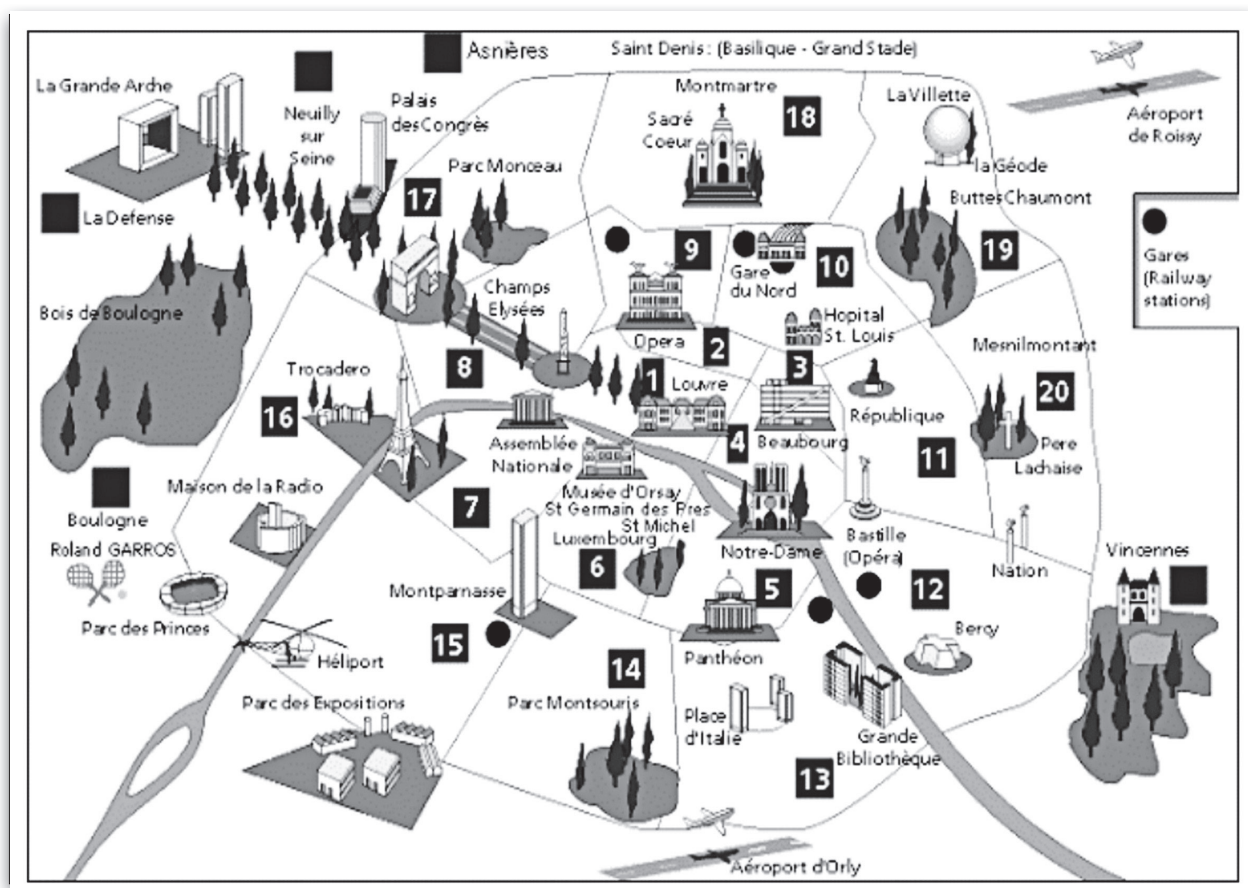 Asnières
Saint Denis : (Basilique - Grand Stade)
La Grande Arche
Neuilly
sur
Seine
Palais
des Congrès
Montmartre
Sacré
Coeur
18
La Villette
la Géode
Aéroport
de Roissy
Parc Monceau
17
La Defense
Buttes Chaumont
19
Gares
(Railway
stations)
9
Gare
du Nord
10
Champs
Elysées
Bois de Boulogne
Opera
2
Hopital
St. Louis
Mesnilmontant
8
Trocadero
16
1
Louvre
3
République
20
Pere
Lachaise
Assemblée
Nationale
4
Beaubourg
11
Maison de la Radio
7
Musée d'Orsay
St Germain des Pres
St Michel
Luxembourg
6
Notre-Dame
Bastille
(Opéra)
Nation
Vincennes
Boulogne
Roland GARROS
Parc des Princes
Montparnasse
5
12
Bercy
Héliport
15
Panthéon
14
Parc des Expositions
Parc Montsouris
Place
d'Italie
Grande
Bibliothèque
13
Aéroport d'Orly